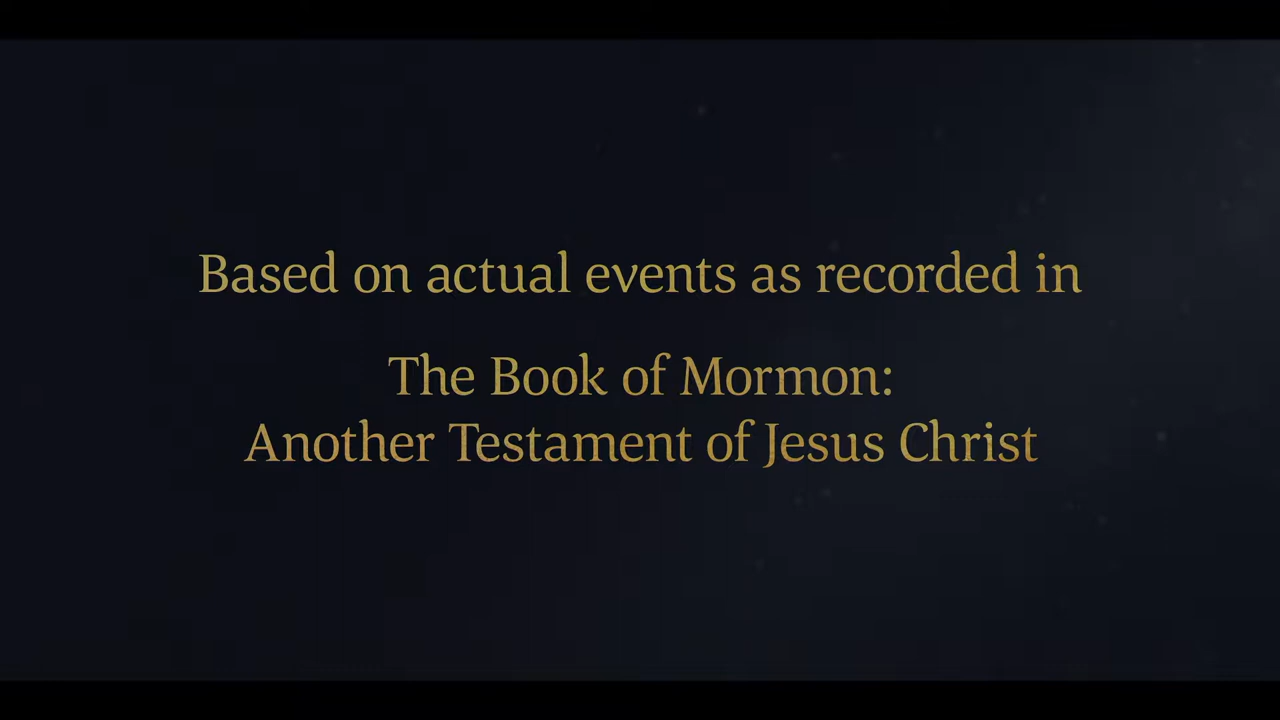 Based on actual events as recorded in
The Book of Mormon:
Another Testament of Jesus Christ